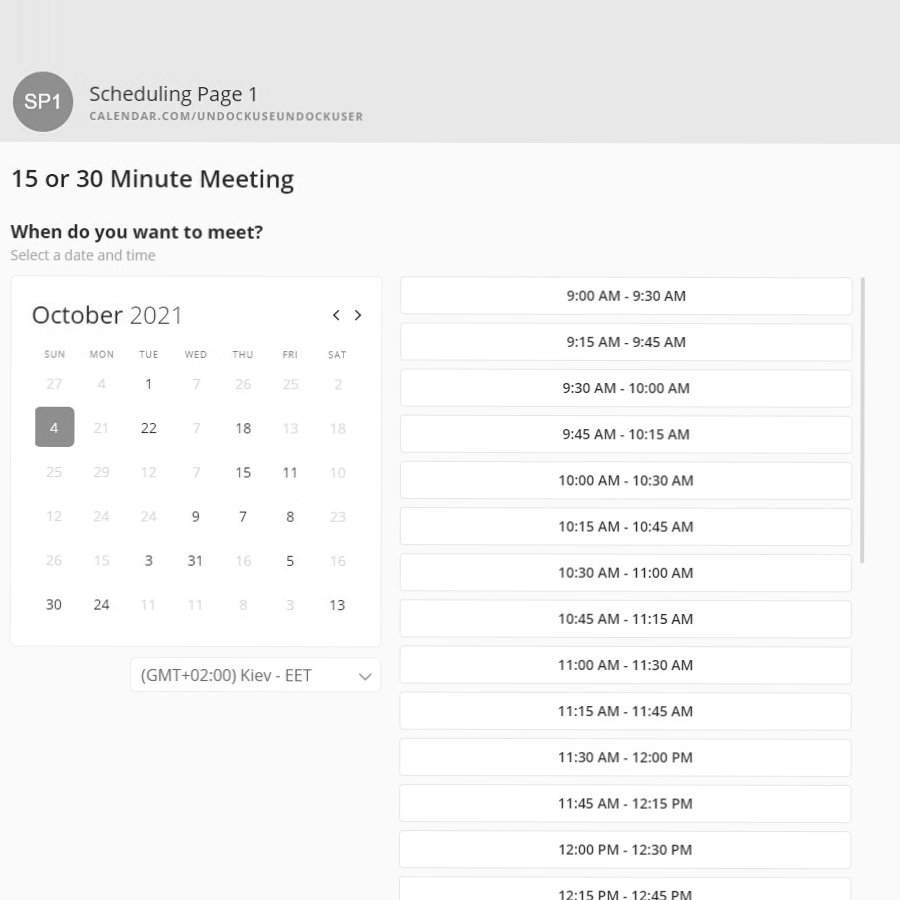 SP1
Scheduling Page 1
CALENDAR.COM/UNDOCKUSEUNDOCKUSER
15 or 30 Minute Meeting
When do you want to meet?
Select a date and time
October 2021
SUN MON TUE WED THU FRI SAT
27 4 1 7 26 25 2
4 21 22 7 18 13 18
25 29 12 7 15 11 10
12 24 24 9 7 8 23
26 15 3 31 16 5 16
30 24 11 11 8 3 13
(GMT+02:00) Kiev - EET
9:00 AM - 9:30 AM
9:15 AM - 9:45 AM
9:30 AM - 10:00 AM
9:45 AM - 10:15 AM
10:00 AM - 10:30 AM
10:15 AM - 10:45 AM
10:30 AM - 11:00 AM
10:45 AM - 11:15 AM
11:00 AM - 11:30 AM
11:15 AM - 11:45 AM
11:30 AM - 12:00 PM
11:45 AM - 12:15 PM
12:00 PM - 12:30 PM
12:15 PM - 12:45 PM